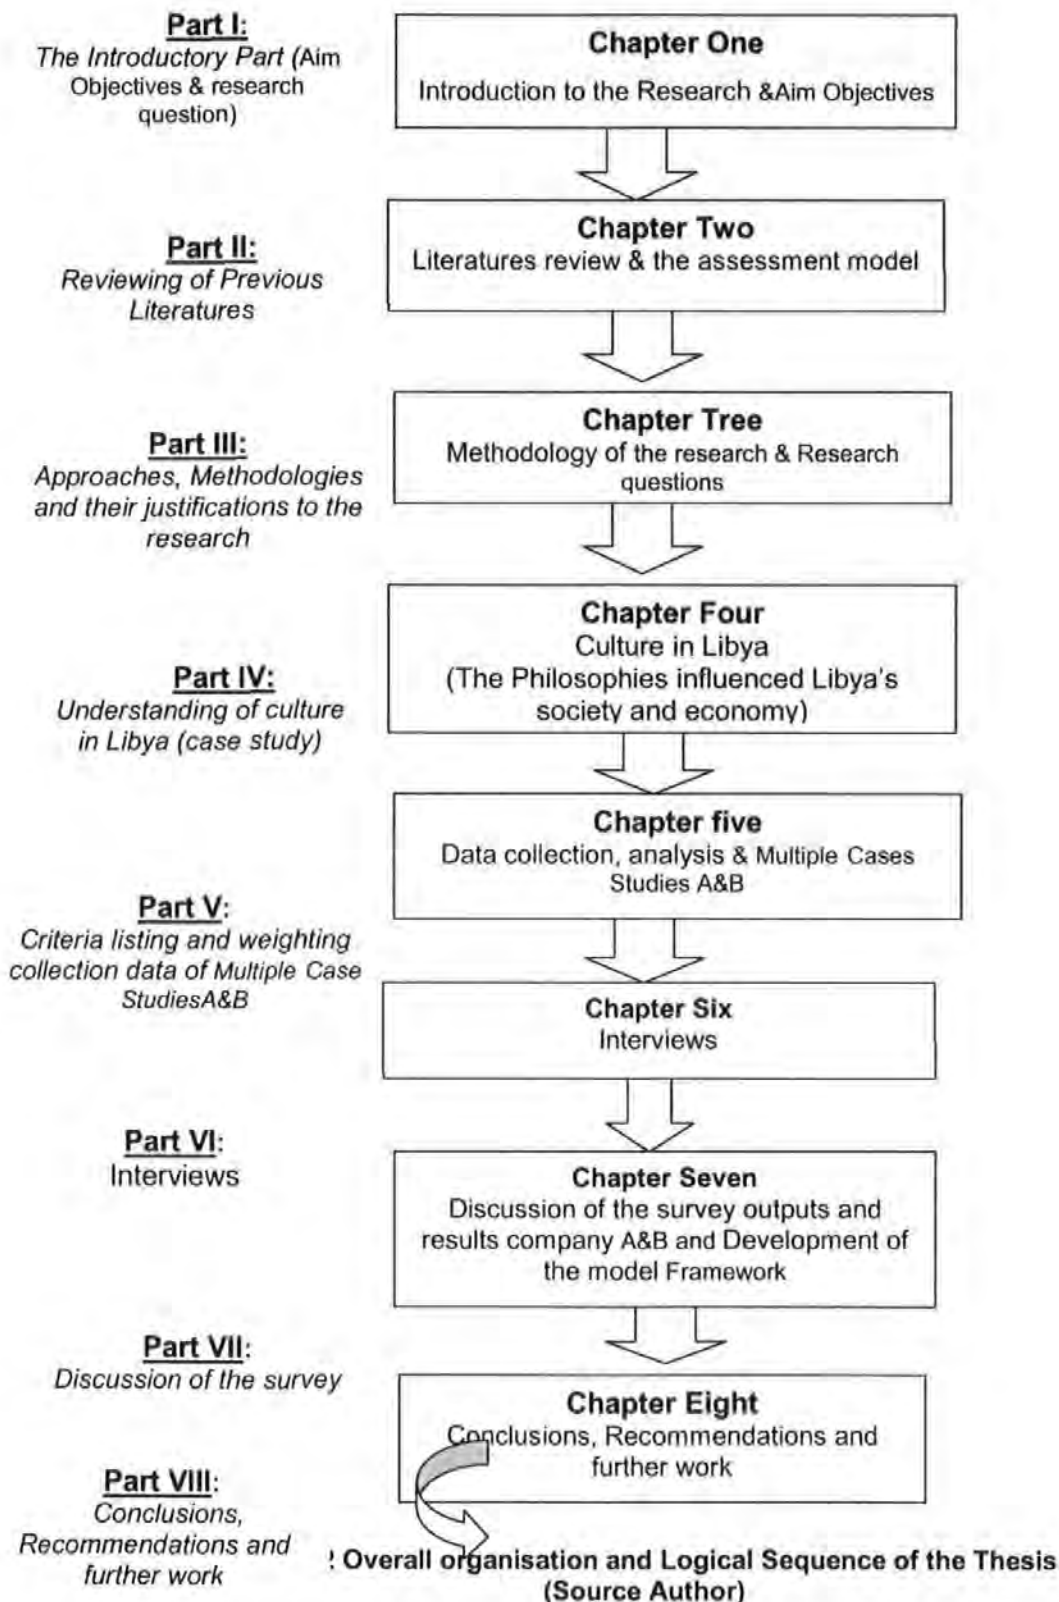 Part I:
The Introductory Part (Aim
Objectives & research
question)
Chapter One
Introduction to the Research &Aim Objectives
Part II:
Reviewing of Previous
Literatures
Chapter Two
Literatures review & the assessment model
Part III:
Approaches, Methodologies
and their justifications to the
research
Chapter Tree
Methodology of the research & Research
questions
Part IV:
Understanding of culture
in Libya (case study)
Chapter Four
Culture in Libya
(The Philosophies influenced Libya's
society and economy)
Part V:
Criteria listing and weighting
collection data of Multiple Case
StudiesA&B
Chapter five
Data collection, analysis & Multiple Cases
Studies A&B
Chapter Six
Interviews
Part VI:
Interviews
Chapter Seven
Discussion of the survey outputs and
results company A&B and Development of
the model Framework
Part VII:
Discussion of the survey
Chapter Eight
Conclusions, Recommendations and
further work
Part VIII:
Conclusions,
Recommendations and
further work
: Overall organisation and Logical Sequence of the Thesis
(Source Author)